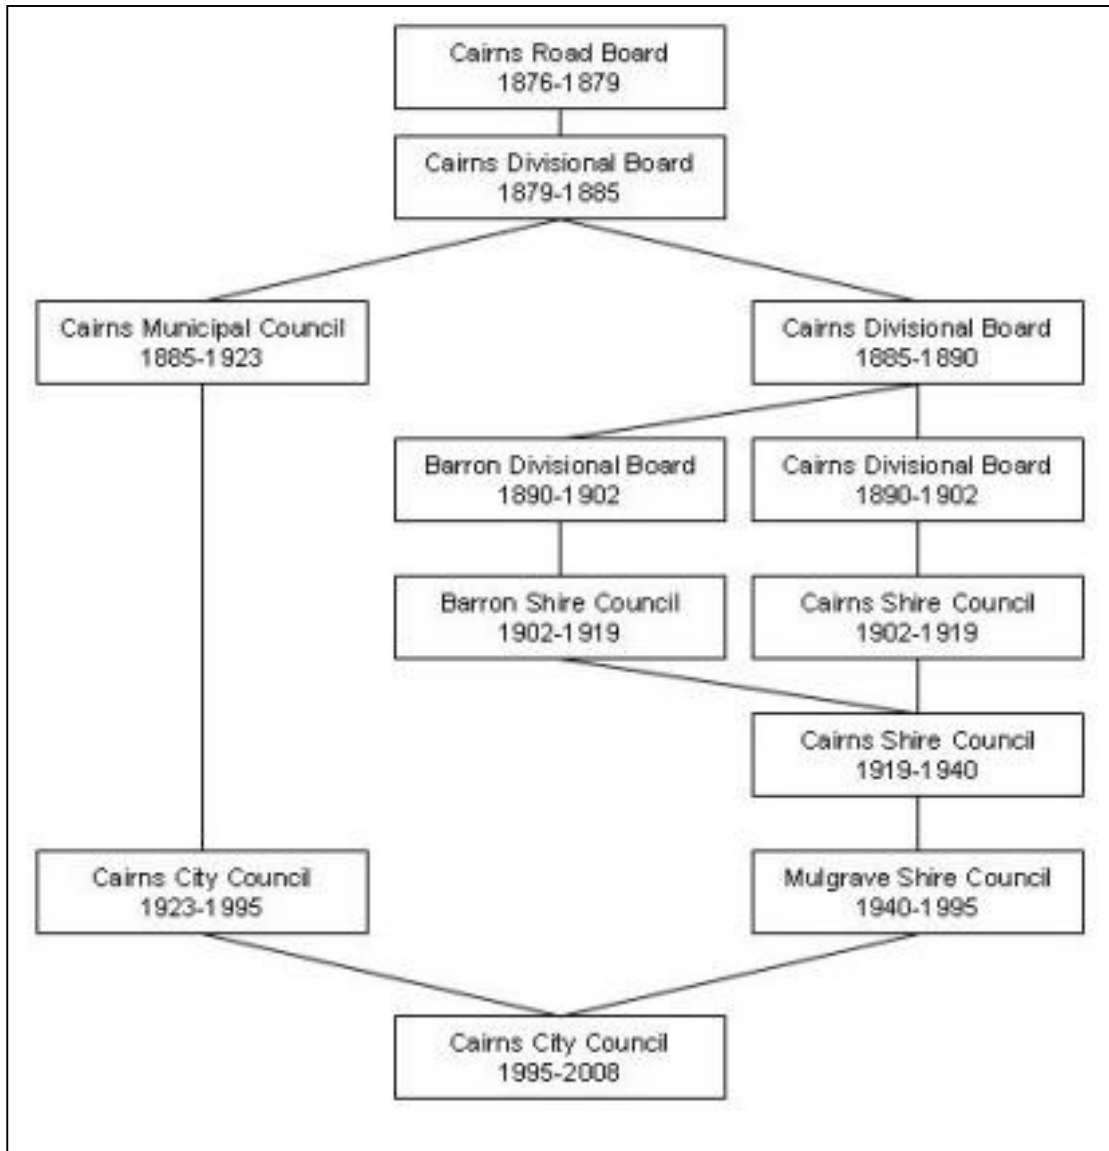 Cairns Road Board
1876-1879
Cairns Divisional Board
1879-1885
Cairns Municipal Council
1885-1923
Cairns Divisional Board
1885-1890
Barron Divisional Board
1890-1902
Cairns Divisional Board
1890-1902
Barron Shire Council
1902-1919
Cairns Shire Council
1902-1919
Cairns Shire Council
1919-1940
Cairns City Council
1923-1995
Mulgrave Shire Council
1940-1995
Cairns City Council
1995-2008